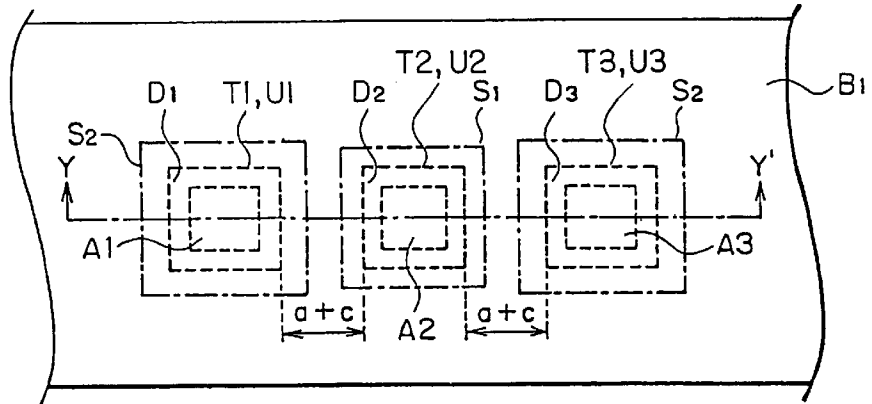 T2,U2 T3,U3
D1 T1,U1 D2 S1 D3 S2 B1
S2
Y Y'
A1 A3
a+c a+c
A2